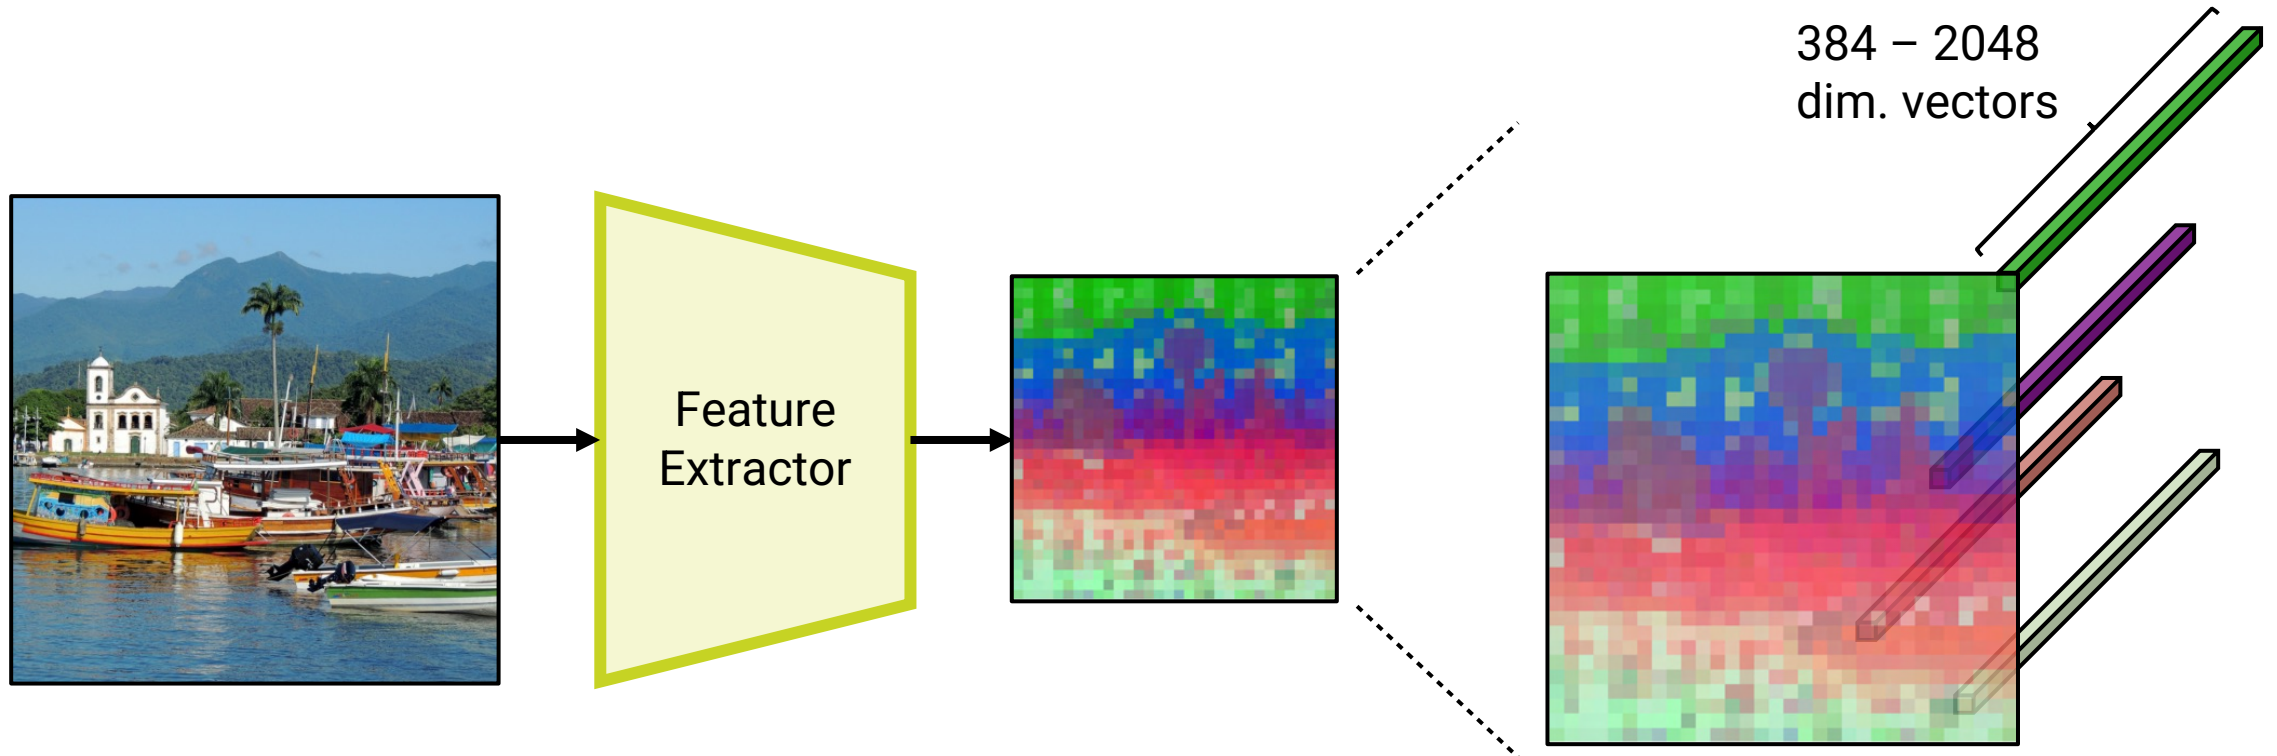 384 – 2048
dim. vectors
Feature
Extractor